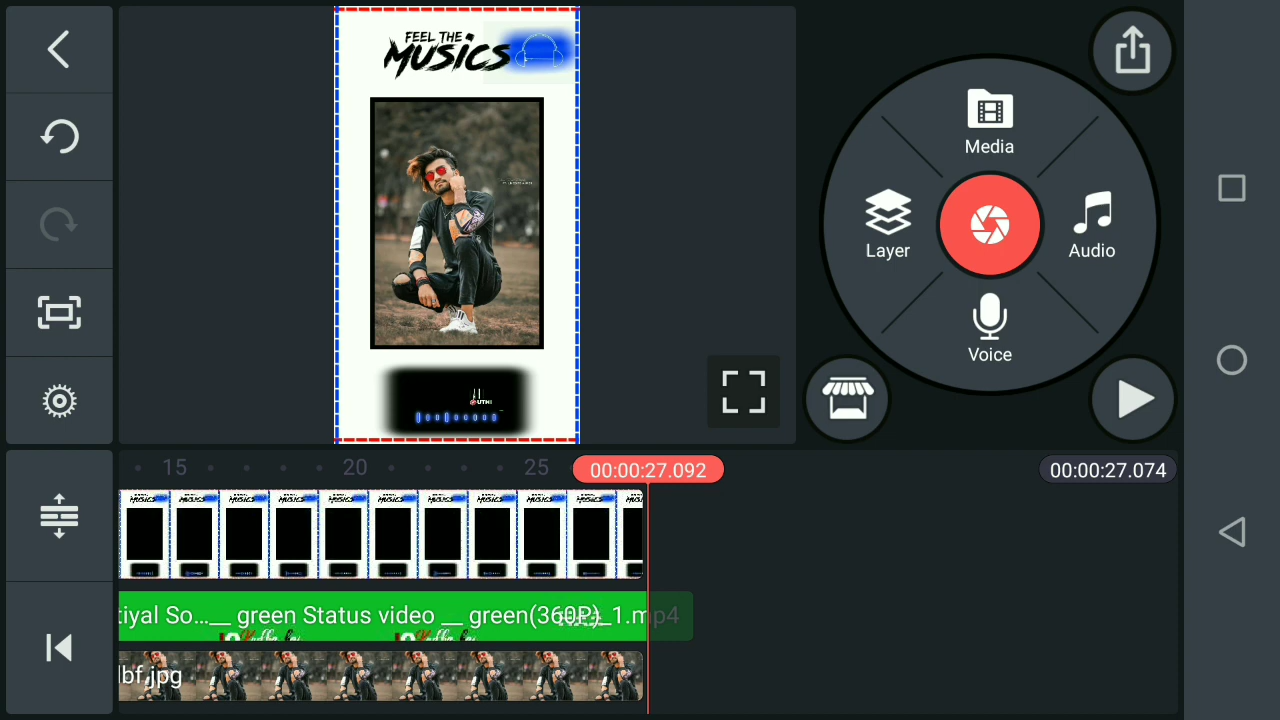 FEEL THE
MUSICS
Media
Layer
Audio
Voice
15
20
25
00:00:27.092
00:00:27.074
tiyal So...__ green Status video __ green(360P)_1.mp4
lbf.jpg